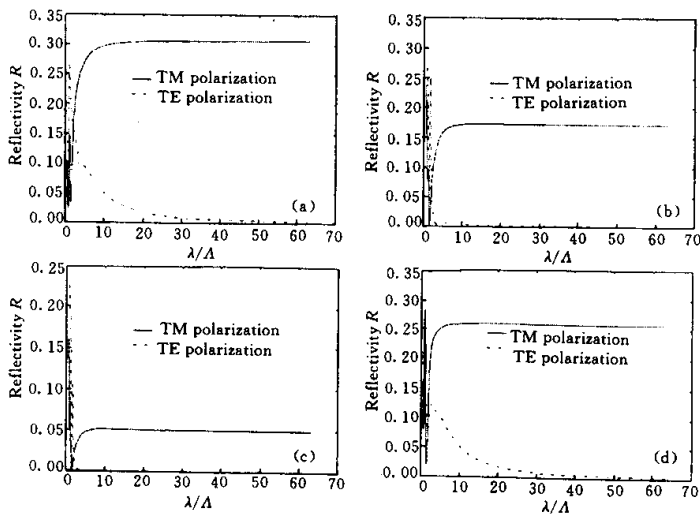 Reflectivity R
0.35
0.30
0.25
0.20
0.15
0.10
0.05
0.00
TM polarization
TE polarization
(a)
0 10 20 30 40 50 60 70
λ/Λ
Reflectivity R
0.35
0.30
0.25
0.20
0.15
0.10
0.05
0.00
TM polarization
TE polarization
(b)
0 10 20 30 40 50 60 70
λ/Λ
Reflectivity R
0.25
0.20
0.15
0.10
0.05
0.00
TM polarization
TE polarization
(c)
0 10 20 30 40 50 60 70
λ/Λ
Reflectivity R
0.35
0.30
0.25
0.20
0.15
0.10
0.05
0.00
TM polarization
TE polarization
(d)
0 10 20 30 40 50 60 70
λ/Λ